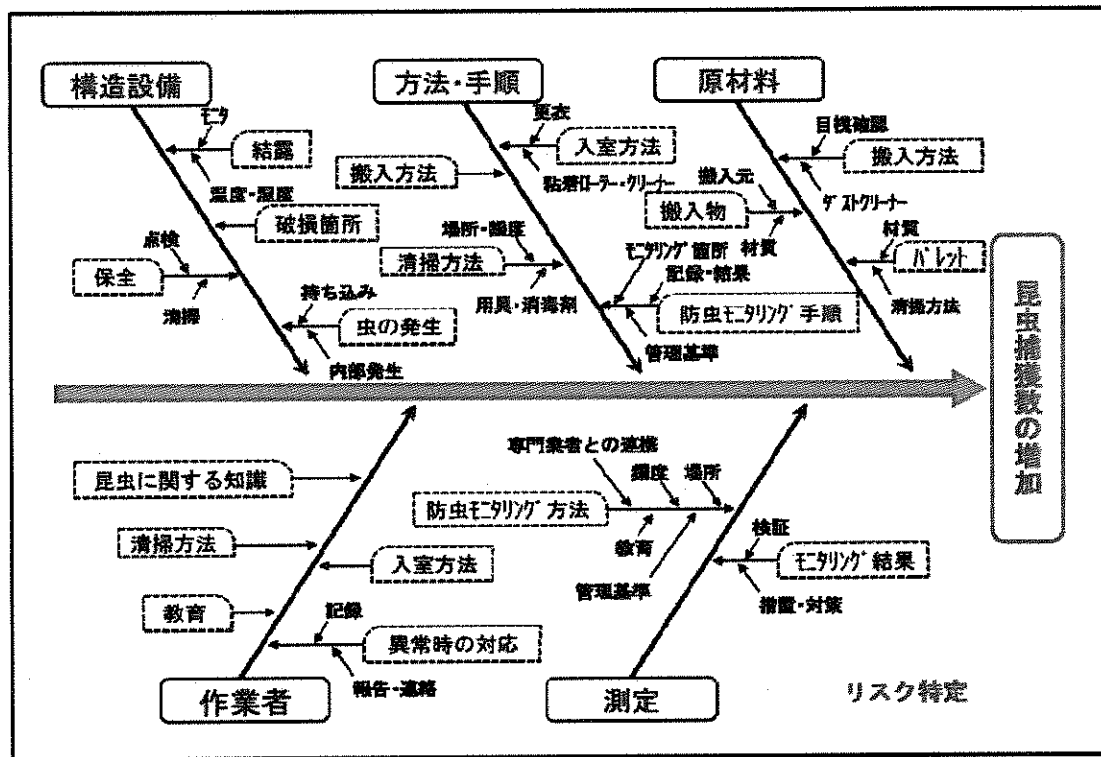 構造設備
モニタ
結露
温度・湿度
破損箇所
点検
保全
清掃
持ち込み
虫の発生
内部発生
方法・手順
更衣
入室方法
粘着ローラー・クリーナー
搬入方法
場所・頻度
清掃方法
用具・消毒剤
モニタリング箇所
記録・結果
防虫モニタリング手順
管理基準
原材料
目視確認
搬入方法
ダストクリーナー
搬入元
搬入物
材質
材質
パレット
清掃方法
昆虫捕獲数の増加
昆虫に関する知識
清掃方法
入室方法
教育
記録
異常時の対応
報告・連絡
作業者
専門業者との連携
頻度
場所
防虫モニタリング方法
教育
管理基準
検証
モニタリング結果
措置・対策
測定
リスク特定